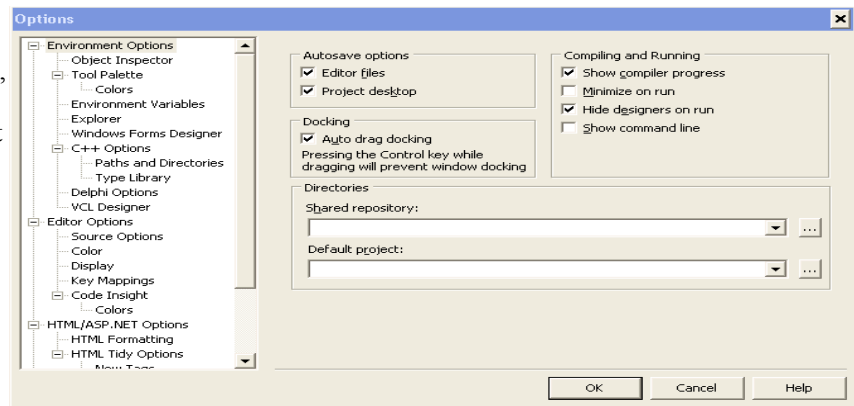 Options
Environment Options
Object Inspector
Tool Palette
Colors
Environment Variables
Explorer
Windows Forms Designer
C++ Options
Paths and Directories
Type Library
Delphi Options
VCL Designer
Editor Options
Source Options
Color
Display
Key Mappings
Code Insight
Colors
HTML/ASP.NET Options
HTML Formatting
HTML Tidy Options
New Tags
Autosave options
Editor files
Project desktop
Docking
Auto drag docking
Pressing the Control key while
dragging will prevent window docking
Compiling and Running
Show compiler progress
Minimize on run
Hide designers on run
Show command line
Directories
Shared repository:
...
Default project:
...
OK Cancel Help